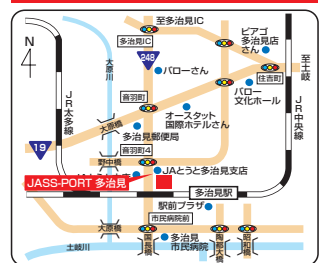 至多治見IC
N
多治見IC
ピアゴ
多治見店
さん
大原川
248
バローさん
住吉町
至土岐
JR太多線
音羽町
バロー
文化ホール
大原橋
オースタット
国際ホテルさん
JR中央線
多治見郵便局
19
音羽町4
野中橋
JAとうと多治見支店
JASS-PORT 多治見
多治見駅
駅前プラザ
市民病院前
大原橋
国長橋
多治見
市民病院
陶都大橋
昭和橋
土岐川